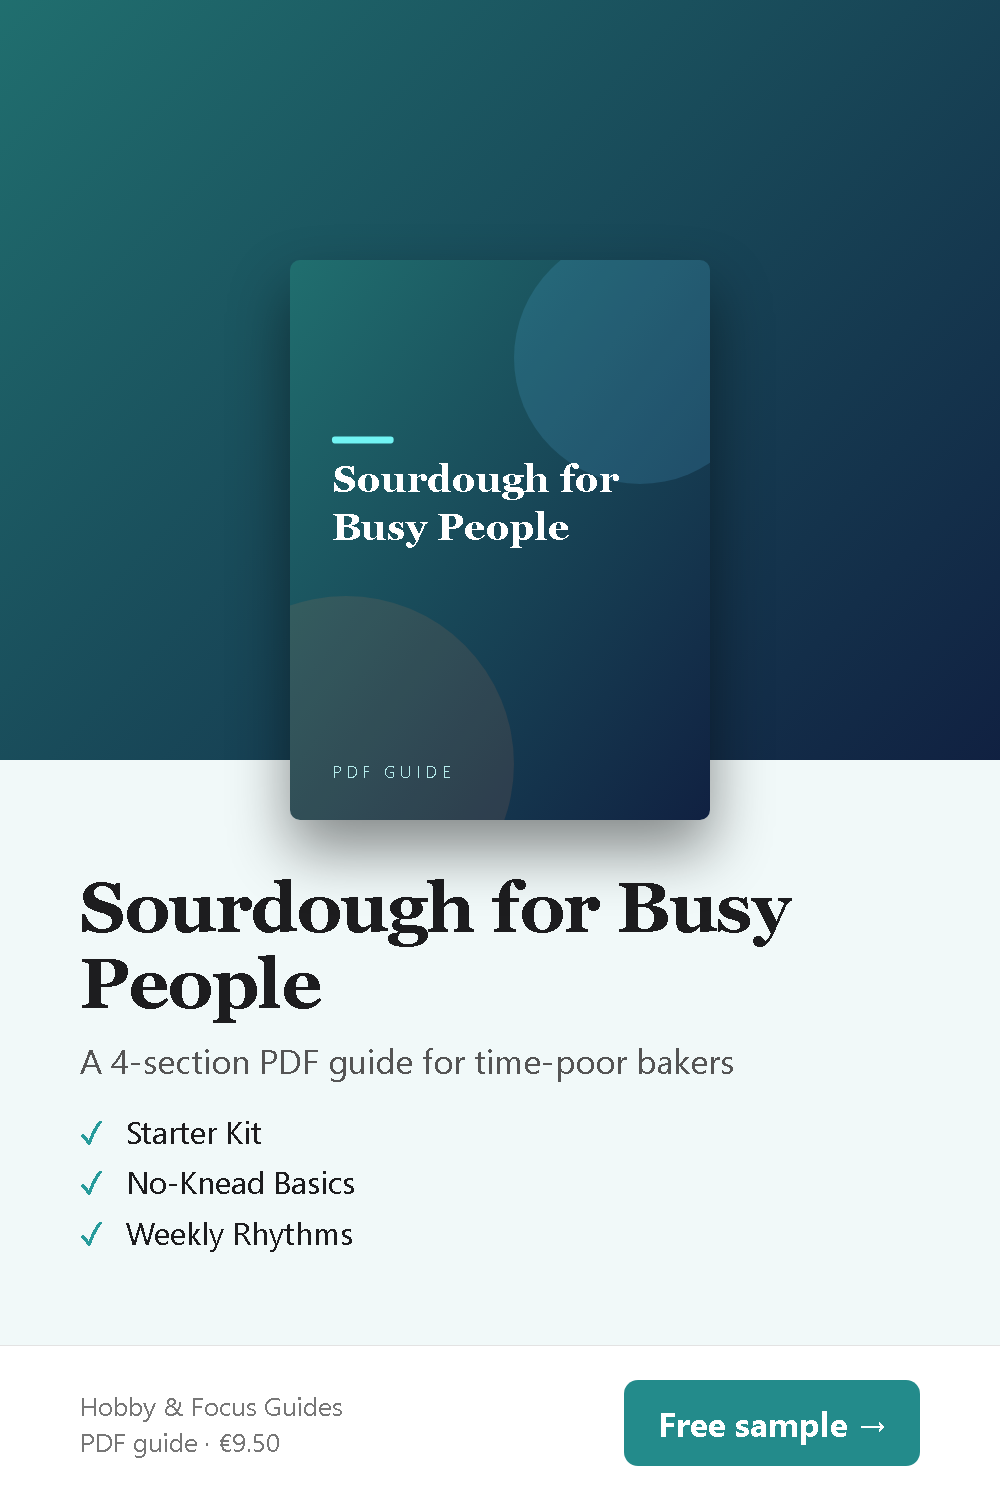 Sourdough for
Busy People
PDF GUIDE
Sourdough for Busy
People
A 4-section PDF guide for time-poor bakers
✓ Starter Kit
✓ No-Knead Basics
✓ Weekly Rhythms
Hobby & Focus Guides
PDF guide · €9.50
Free sample →